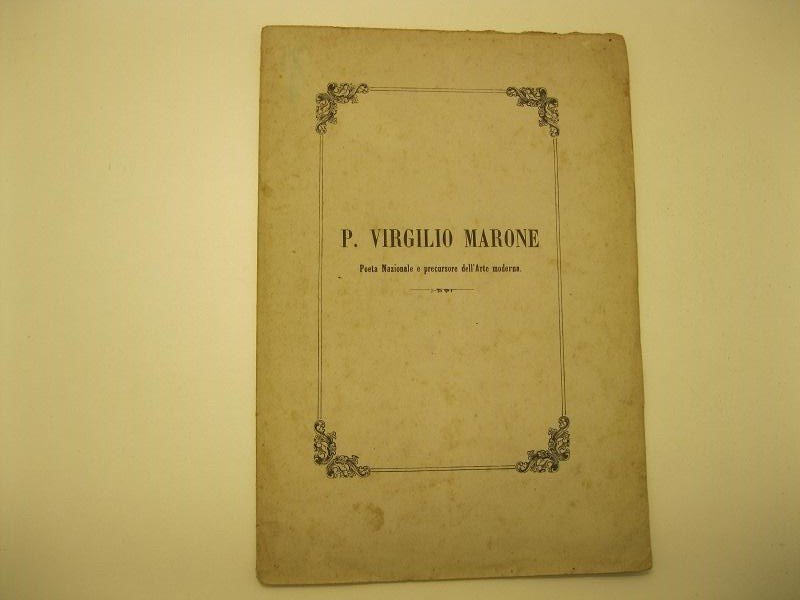 P. VIRGILIO MARONE
Poeta Nazionale e precursore dell'Arte moderna.